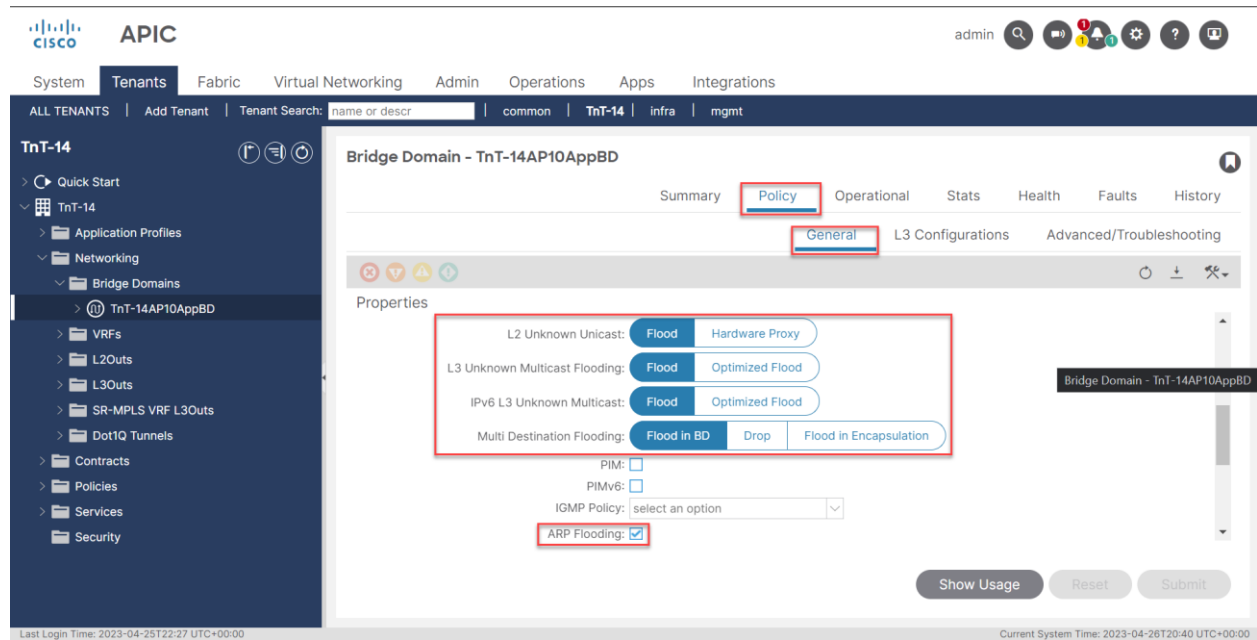 CISCO APIC admin 1 1 1
System Tenants Fabric Virtual Networking Admin Operations Apps Integrations
ALL TENANTS | Add Tenant | Tenant Search: name or descr | common | TnT-14 | infra | mgmt
TnT-14
Quick Start
TnT-14
Application Profiles
Networking
Bridge Domains
TnT-14AP10AppBD
VRFs
L2Outs
L3Outs
SR-MPLS VRF L3Outs
Dot1Q Tunnels
Contracts
Policies
Services
Security
Bridge Domain - TnT-14AP10AppBD
Summary Policy Operational Stats Health Faults History
General L3 Configurations Advanced/Troubleshooting
Properties
L2 Unknown Unicast: Flood Hardware Proxy
L3 Unknown Multicast Flooding: Flood Optimized Flood
Bridge Domain - TnT-14AP10AppBD
IPv6 L3 Unknown Multicast: Flood Optimized Flood
Multi Destination Flooding: Flood in BD Drop Flood in Encapsulation
PIM:
PIMv6:
IGMP Policy: select an option
ARP Flooding:
Show Usage Reset Submit
Last Login Time: 2023-04-25T22:27 UTC+00:00 Current System Time: 2023-04-26T20:40 UTC+00:00